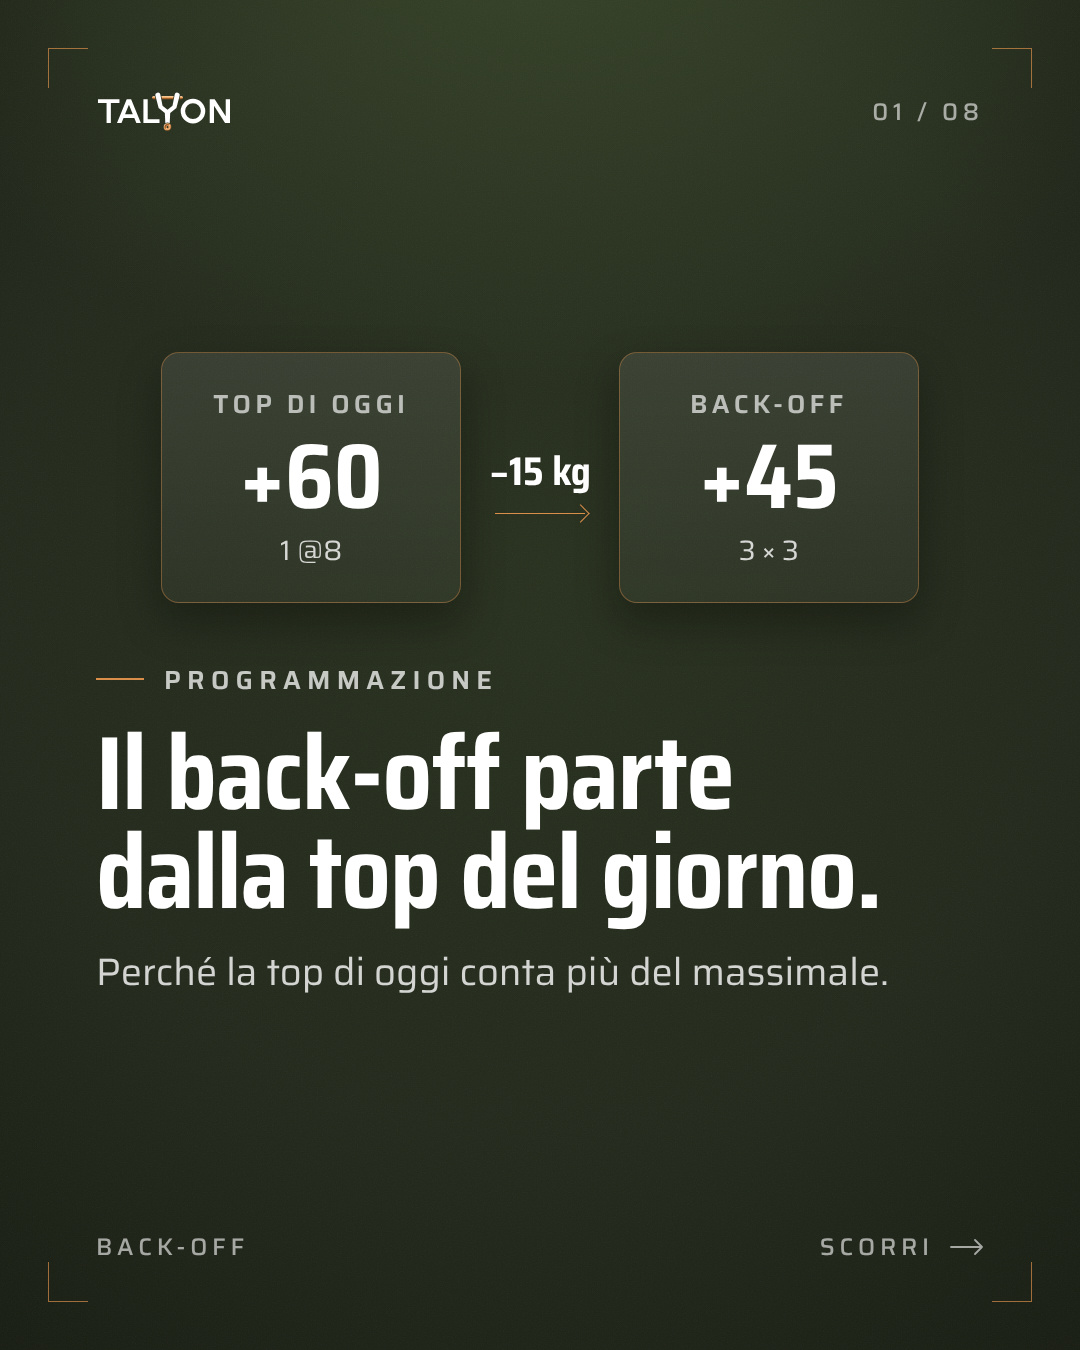 TALYON
01 / 08
TOP DI OGGI
+60
1 @8
–15 kg
BACK-OFF
+45
3 × 3
PROGRAMMAZIONE
Il back-off parte
dalla top del giorno.
Perché la top di oggi conta più del massimale.
BACK-OFF
SCORRI →